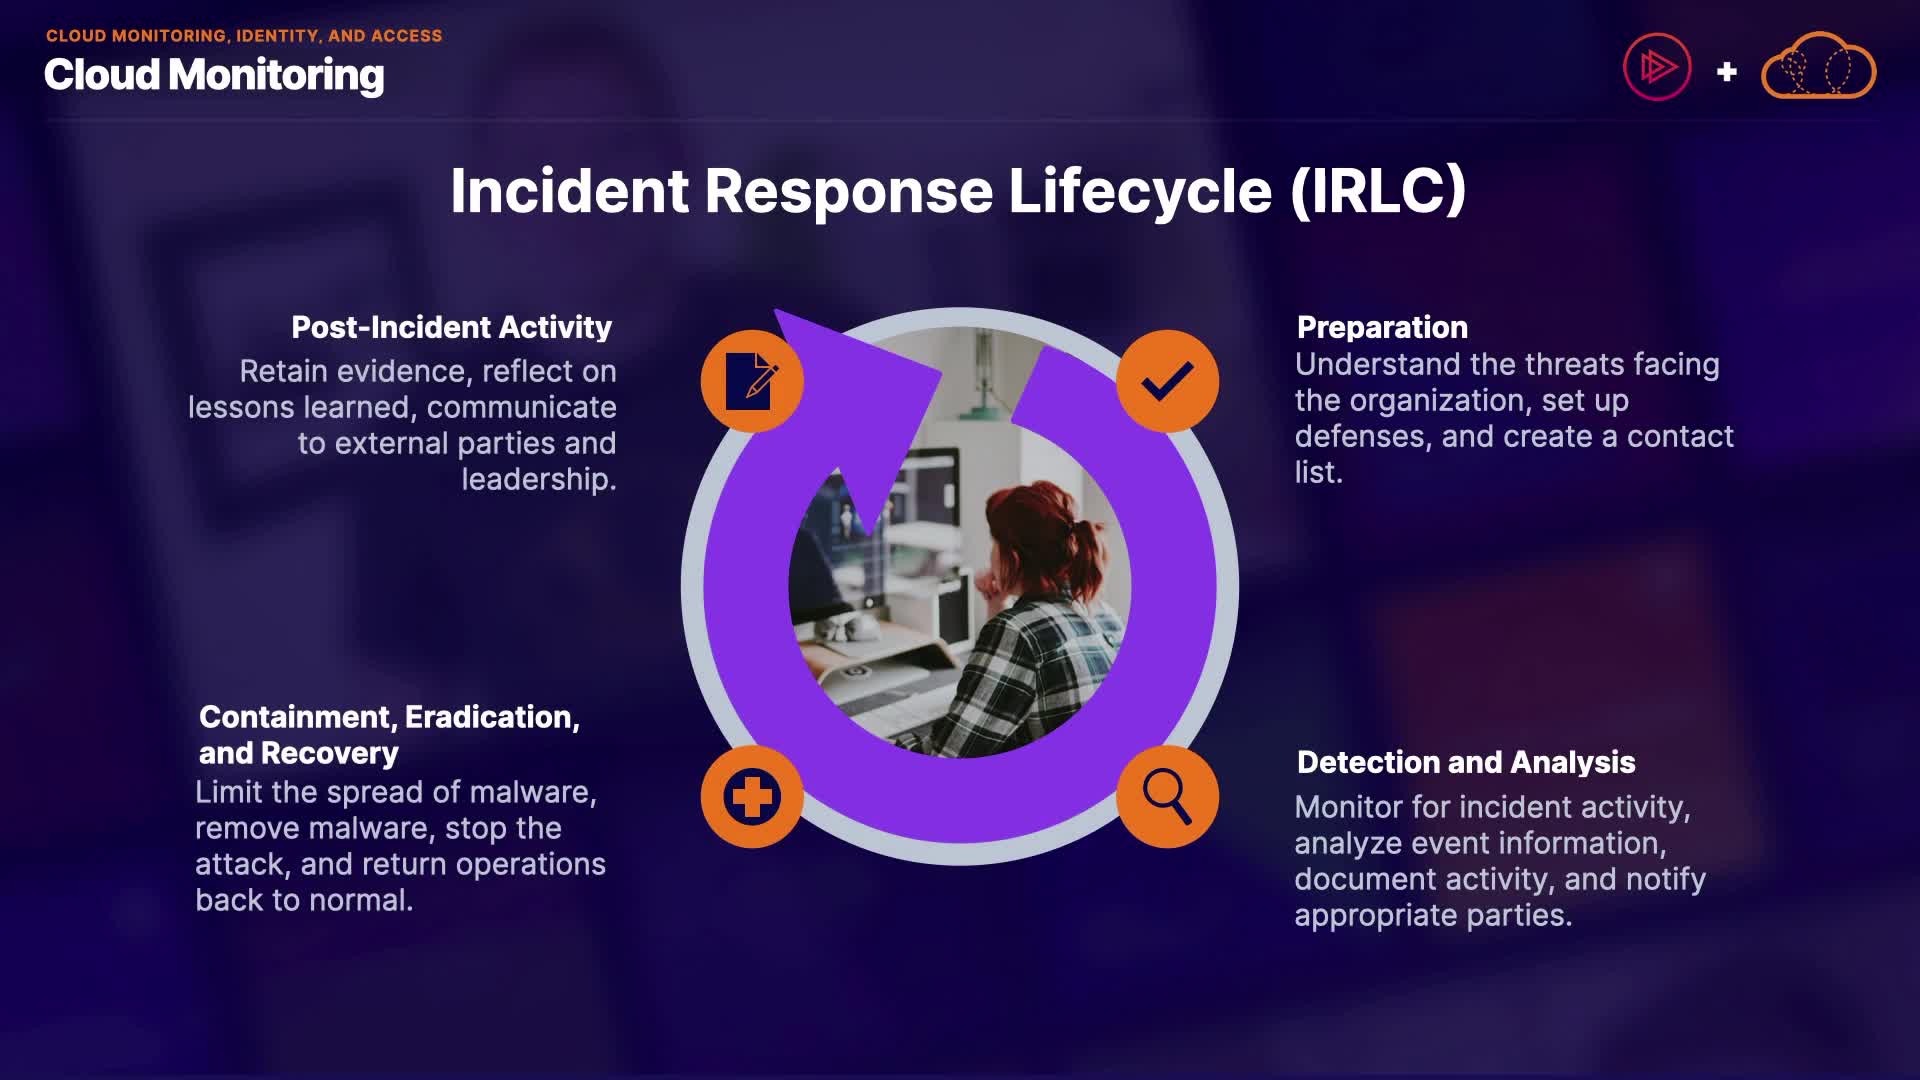 CLOUD MONITORING, IDENTITY, AND ACCESS
Cloud Monitoring
Incident Response Lifecycle (IRLC)
Post-Incident Activity
Retain evidence, reflect on
lessons learned, communicate
to external parties and
leadership.
Preparation
Understand the threats facing
the organization, set up
defenses, and create a contact
list.
Containment, Eradication,
and Recovery
Limit the spread of malware,
remove malware, stop the
attack, and return operations
back to normal.
Detection and Analysis
Monitor for incident activity,
analyze event information,
document activity, and notify
appropriate parties.